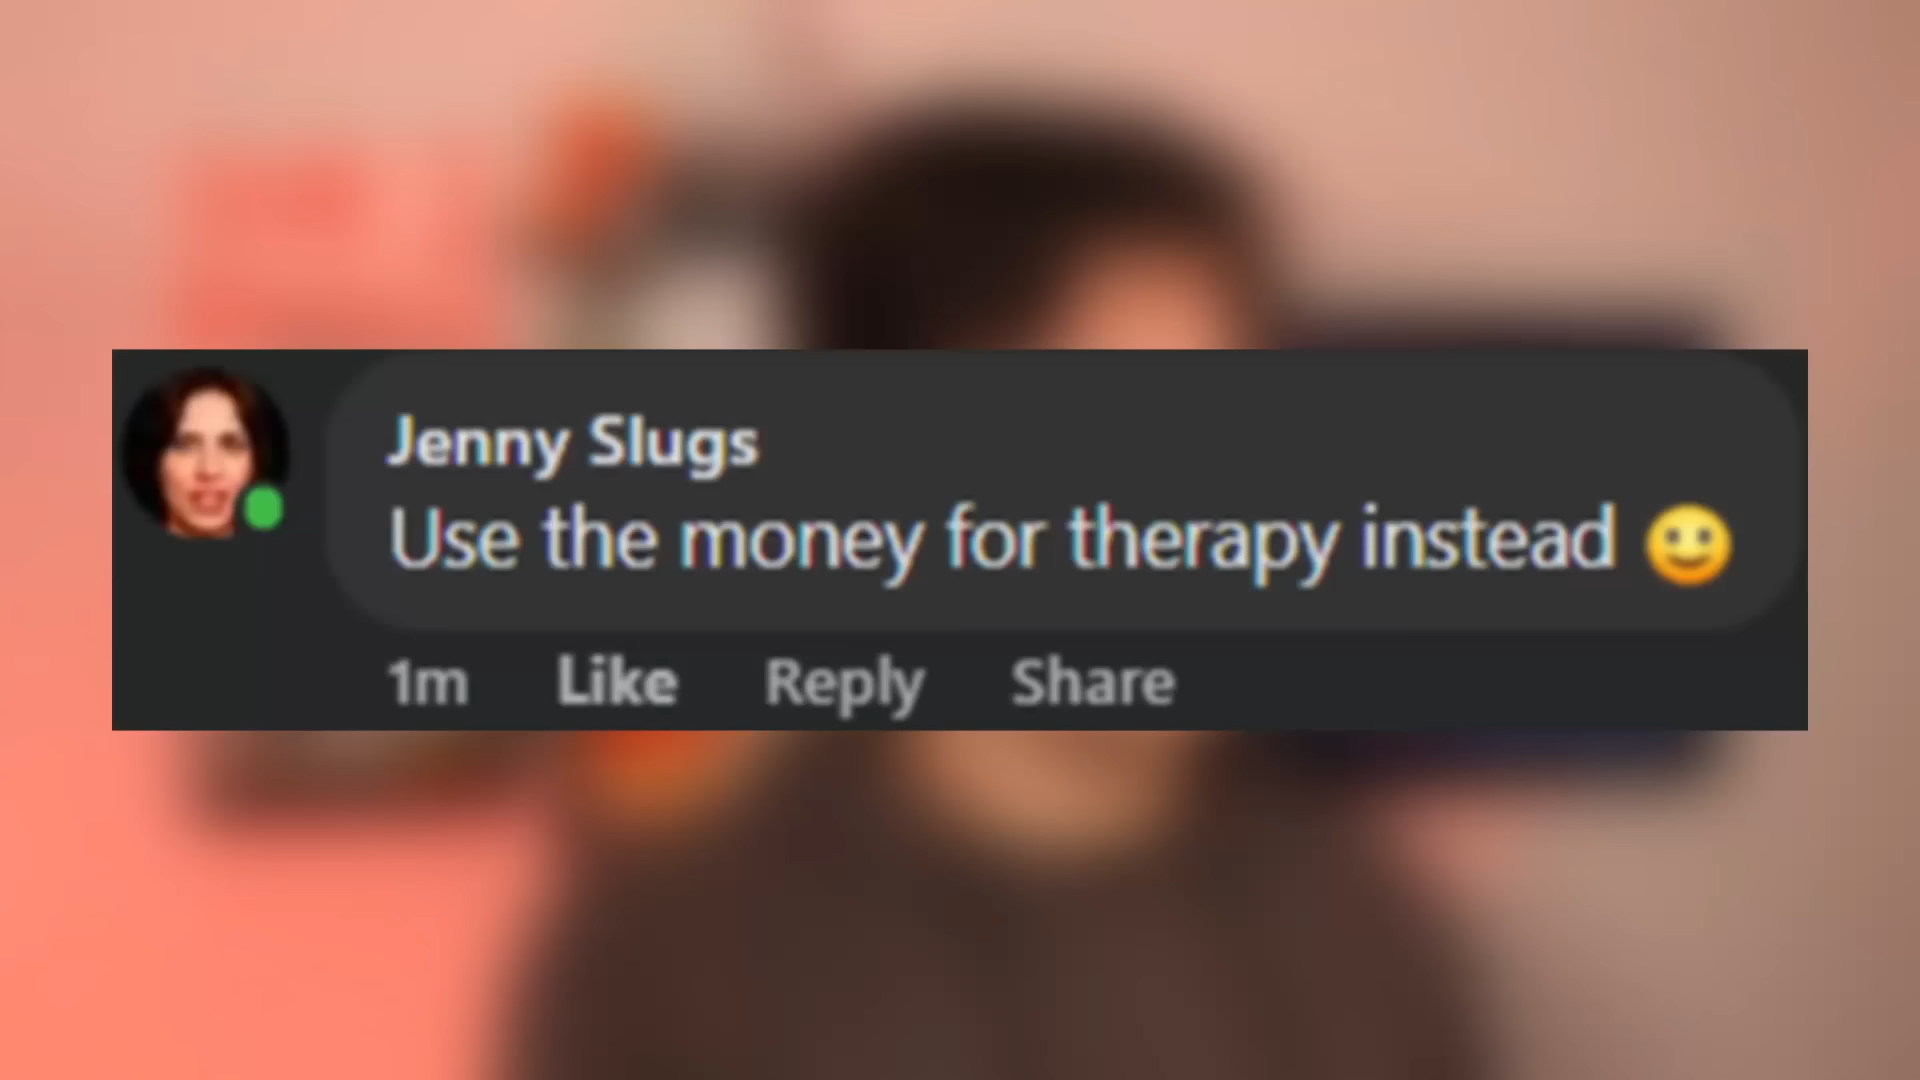 Jenny Slugs
Use the money for therapy instead 🙂
1m Like Reply Share